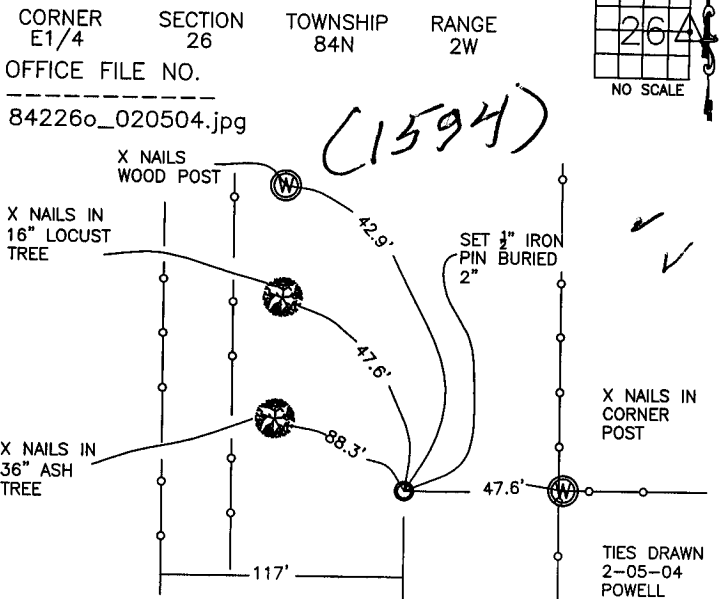 CORNER SECTION TOWNSHIP RANGE
E1/4 26 84N 2W
26
NO SCALE
OFFICE FILE NO.
84226o_020504.jpg
(1594)
X NAILS
WOOD POST
W
42.9'
X NAILS IN
16" LOCUST
TREE
SET 1/2" IRON
PIN BURIED
2"
47.6'
X NAILS IN
CORNER
POST
X NAILS IN
36" ASH
TREE
88.3'
47.6'
W
117'
TIES DRAWN
2-05-04
POWELL